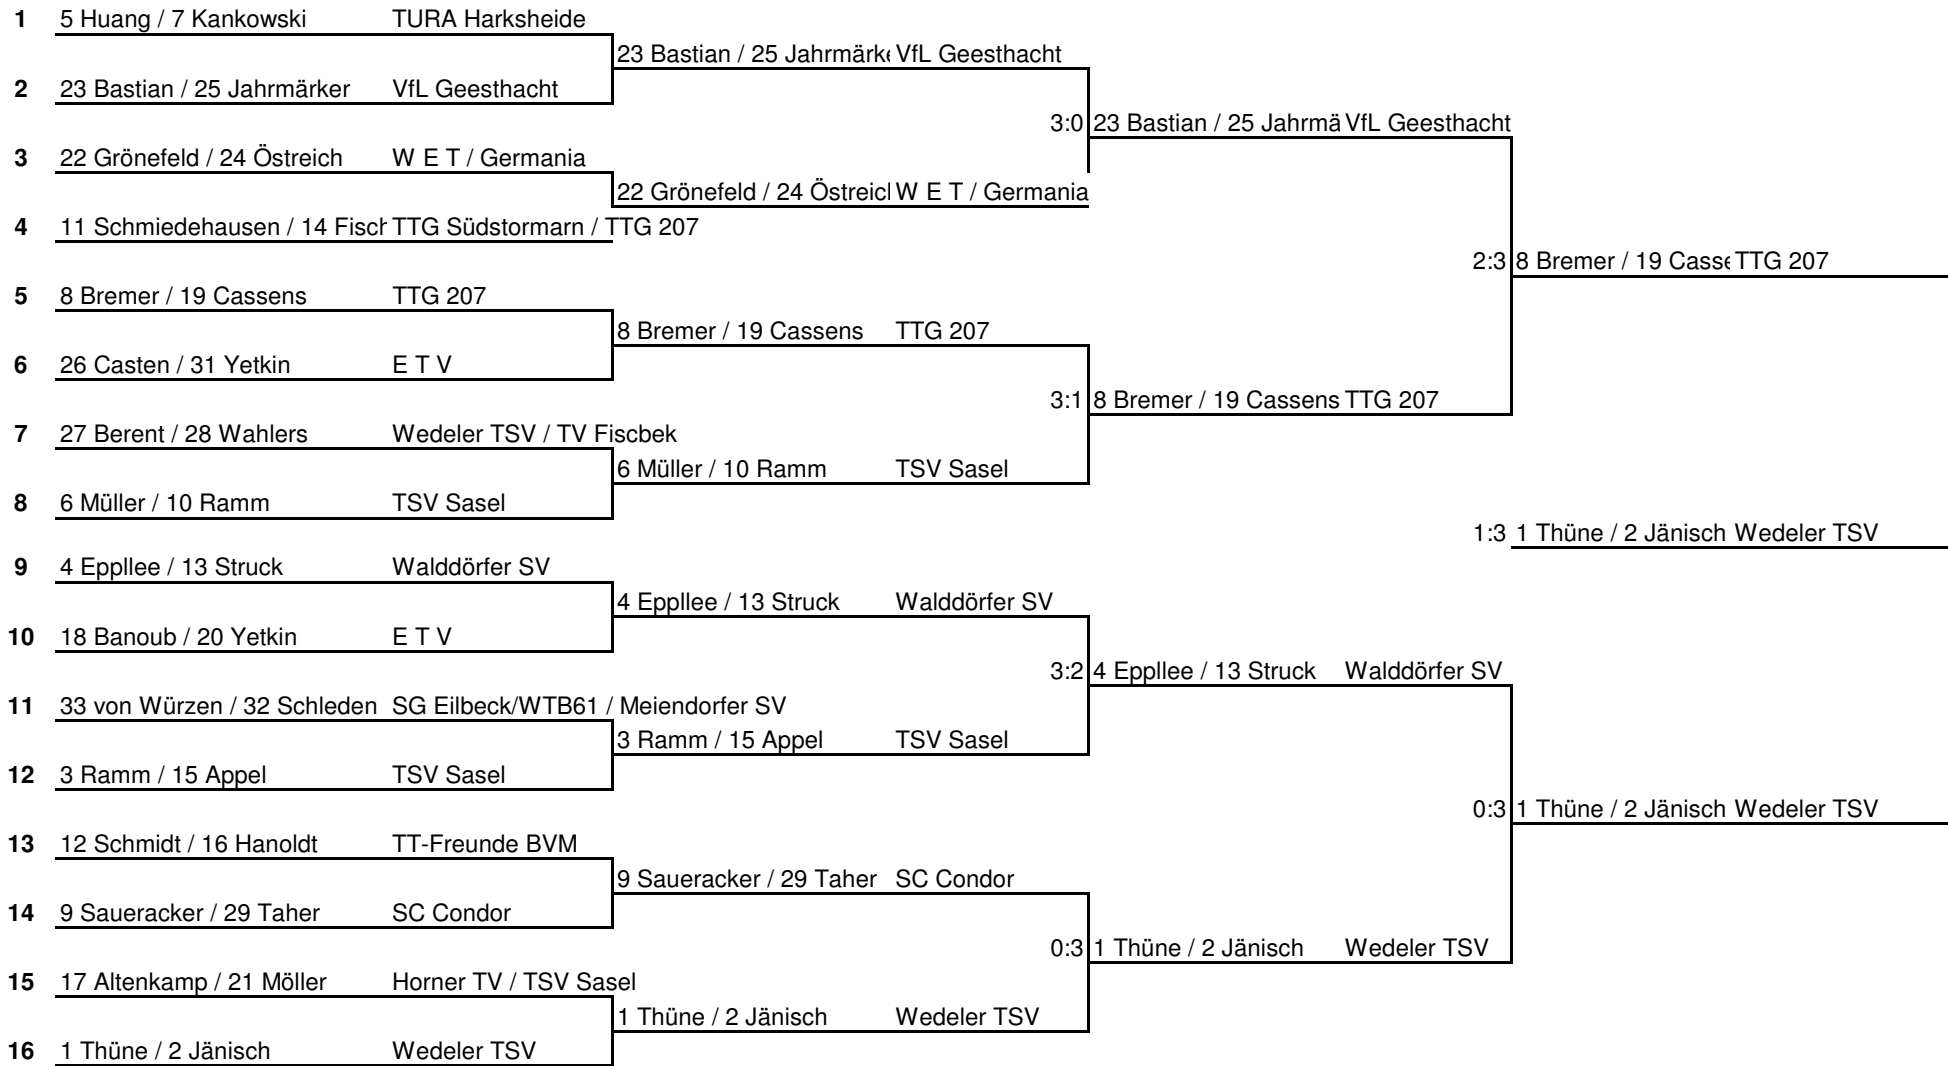 1 5 Huang / 7 Kankowski TURA Harksheide
23 Bastian / 25 Jahrmärke VfL Geesthacht
2 23 Bastian / 25 Jahrmärker VfL Geesthacht
3:0 23 Bastian / 25 Jahrmä VfL Geesthacht
3 22 Grönefeld / 24 Östreich W E T / Germania
22 Grönefeld / 24 Östreicl W E T / Germania
4 11 Schmiedehausen / 14 Fisch TTG Südstormarn / TTG 207
2:3 8 Bremer / 19 Casse TTG 207
5 8 Bremer / 19 Cassens TTG 207
8 Bremer / 19 Cassens TTG 207
6 26 Casten / 31 Yetkin E T V
3:1 8 Bremer / 19 Cassens TTG 207
7 27 Berent / 28 Wahlers Wedeler TSV / TV Fiscbek
6 Müller / 10 Ramm TSV Sasel
8 6 Müller / 10 Ramm TSV Sasel
1:3 1 Thüne / 2 Jänisch Wedeler TSV
9 4 Eppllee / 13 Struck Walddörfer SV
4 Eppllee / 13 Struck Walddörfer SV
10 18 Banoub / 20 Yetkin E T V
3:2 4 Eppllee / 13 Struck Walddörfer SV
11 33 von Würzen / 32 Schleden SG Eilbeck/WTB61 / Meiendorfer SV
3 Ramm / 15 Appel TSV Sasel
12 3 Ramm / 15 Appel TSV Sasel
0:3 1 Thüne / 2 Jänisch Wedeler TSV
13 12 Schmidt / 16 Hanoldt TT-Freunde BVM
9 Saueracker / 29 Taher SC Condor
14 9 Saueracker / 29 Taher SC Condor
0:3 1 Thüne / 2 Jänisch Wedeler TSV
15 17 Altenkamp / 21 Möller Horner TV / TSV Sasel
1 Thüne / 2 Jänisch Wedeler TSV
16 1 Thüne / 2 Jänisch Wedeler TSV